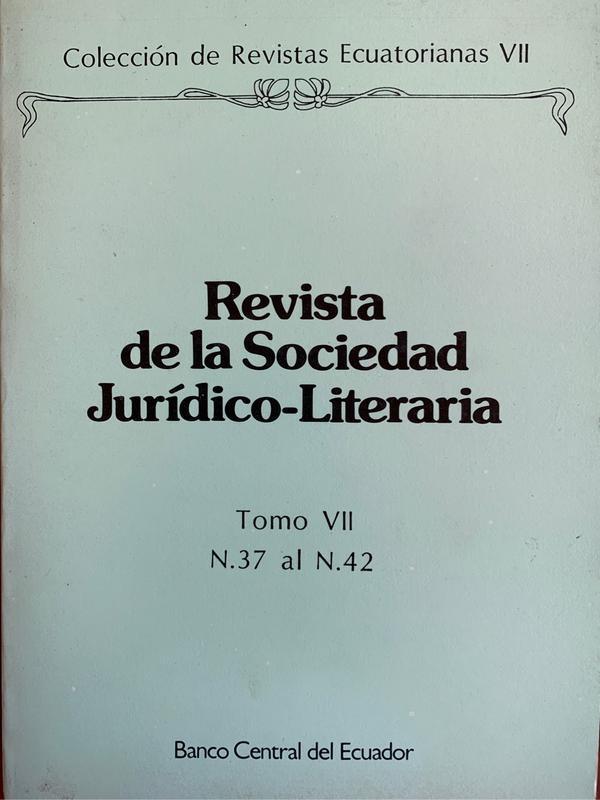 Colección de Revistas Ecuatorianas VII
Revista
de la Sociedad
Jurídico-Literaria
Tomo VII
N.37 al N.42
Banco Central del Ecuador